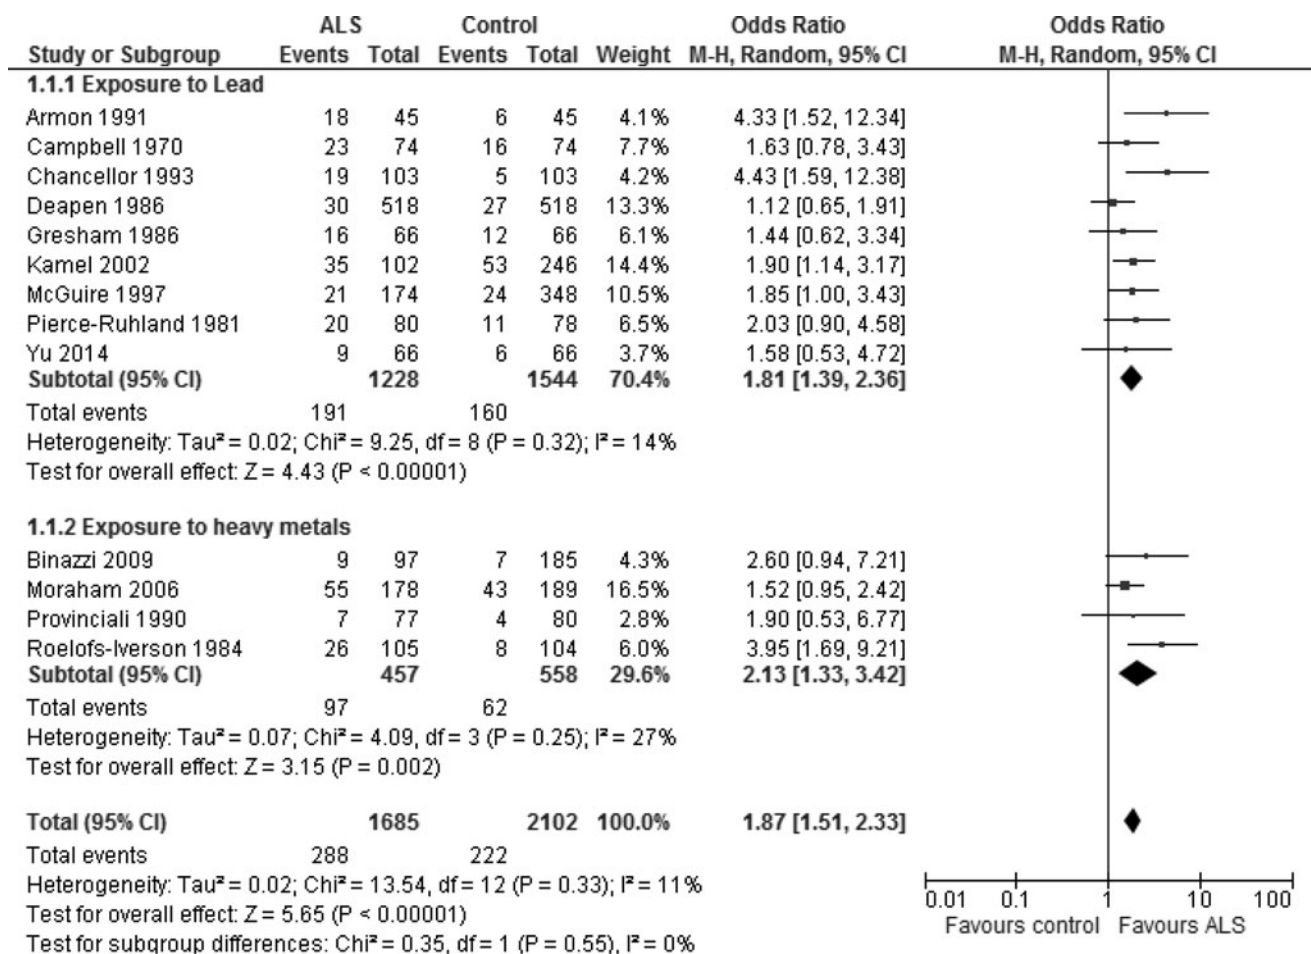 ALS Control Odds Ratio Odds Ratio
Study or Subgroup Events Total Events Total Weight M-H, Random, 95% CI M-H, Random, 95% CI
1.1.1 Exposure to Lead
Armon 1991 18 45 6 45 4.1% 4.33 [1.52, 12.34]
Campbell 1970 23 74 16 74 7.7% 1.63 [0.78, 3.43]
Chancellor 1993 19 103 5 103 4.2% 4.43 [1.59, 12.38]
Deapen 1986 30 518 27 518 13.3% 1.12 [0.65, 1.91]
Gresham 1986 16 66 12 66 6.1% 1.44 [0.62, 3.34]
Kamel 2002 35 102 53 246 14.4% 1.90 [1.14, 3.17]
McGuire 1997 21 174 24 348 10.5% 1.85 [1.00, 3.43]
Pierce-Ruhland 1981 20 80 11 78 6.5% 2.03 [0.90, 4.58]
Yu 2014 9 66 6 66 3.7% 1.58 [0.53, 4.72]
Subtotal (95% CI) 1228 1544 70.4% 1.81 [1.39, 2.36]
Total events 191 160
Heterogeneity: Tau² = 0.02; Chi² = 9.25, df = 8 (P = 0.32); I² = 14%
Test for overall effect: Z = 4.43 (P < 0.00001)
1.1.2 Exposure to heavy metals
Binazzi 2009 9 97 7 185 4.3% 2.60 [0.94, 7.21]
Moraham 2006 55 178 43 189 16.5% 1.52 [0.95, 2.42]
Provinciali 1990 7 77 4 80 2.8% 1.90 [0.53, 6.77]
Roelofs-Iverson 1984 26 105 8 104 6.0% 3.95 [1.69, 9.21]
Subtotal (95% CI) 457 558 29.6% 2.13 [1.33, 3.42]
Total events 97 62
Heterogeneity: Tau² = 0.07; Chi² = 4.09, df = 3 (P = 0.25); I² = 27%
Test for overall effect: Z = 3.15 (P = 0.002)
Total (95% CI) 1685 2102 100.0% 1.87 [1.51, 2.33]
Total events 288 222
Heterogeneity: Tau² = 0.02; Chi² = 13.54, df = 12 (P = 0.33); I² = 11%
Test for overall effect: Z = 5.65 (P < 0.00001)
Test for subgroup differences: Chi² = 0.35, df = 1 (P = 0.55), I² = 0%
0.01 0.1 1 10 100
Favours control Favours ALS